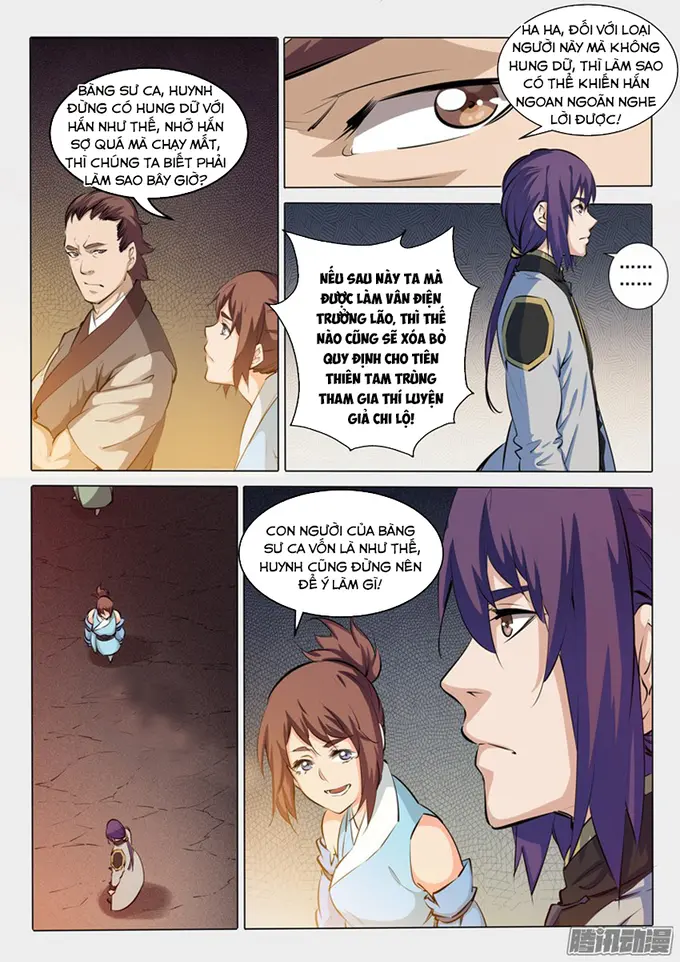 BÀNG SƯ CA, HUYNH
ĐỪNG CÓ HUNG DỮ VỚI
HẮN NHƯ THẾ, NHỠ HẮN
SỢ QUÁ MÀ CHẠY MẤT,
THÌ CHÚNG TA BIẾT PHẢI
LÀM SAO BÂY GIỜ?
HA HA, ĐỐI VỚI LOẠI
NGƯỜI NÀY MÀ KHÔNG
HUNG DỮ, THÌ LÀM SAO
CÓ THỂ KHIẾN HẮN
NGOAN NGOÃN NGHE
LỜI ĐƯỢC!
NẾU SAU NÀY TA MÀ
ĐƯỢC LÀM VÂN ĐIỆN
TRƯỞNG LÃO, THÌ THẾ
NÀO CŨNG SẼ XÓA BỎ
QUY ĐỊNH CHO TIÊN
THIÊN TAM TRÙNG
THAM GIA THÍ LUYỆN
GIẢ CHI LỘ!
......
......
CON NGƯỜI CỦA BÀNG
SƯ CA VỐN LÀ NHƯ THẾ,
HUYNH CŨNG ĐỪNG NÊN
ĐỂ Ý LÀM GÌ!
腾讯动漫